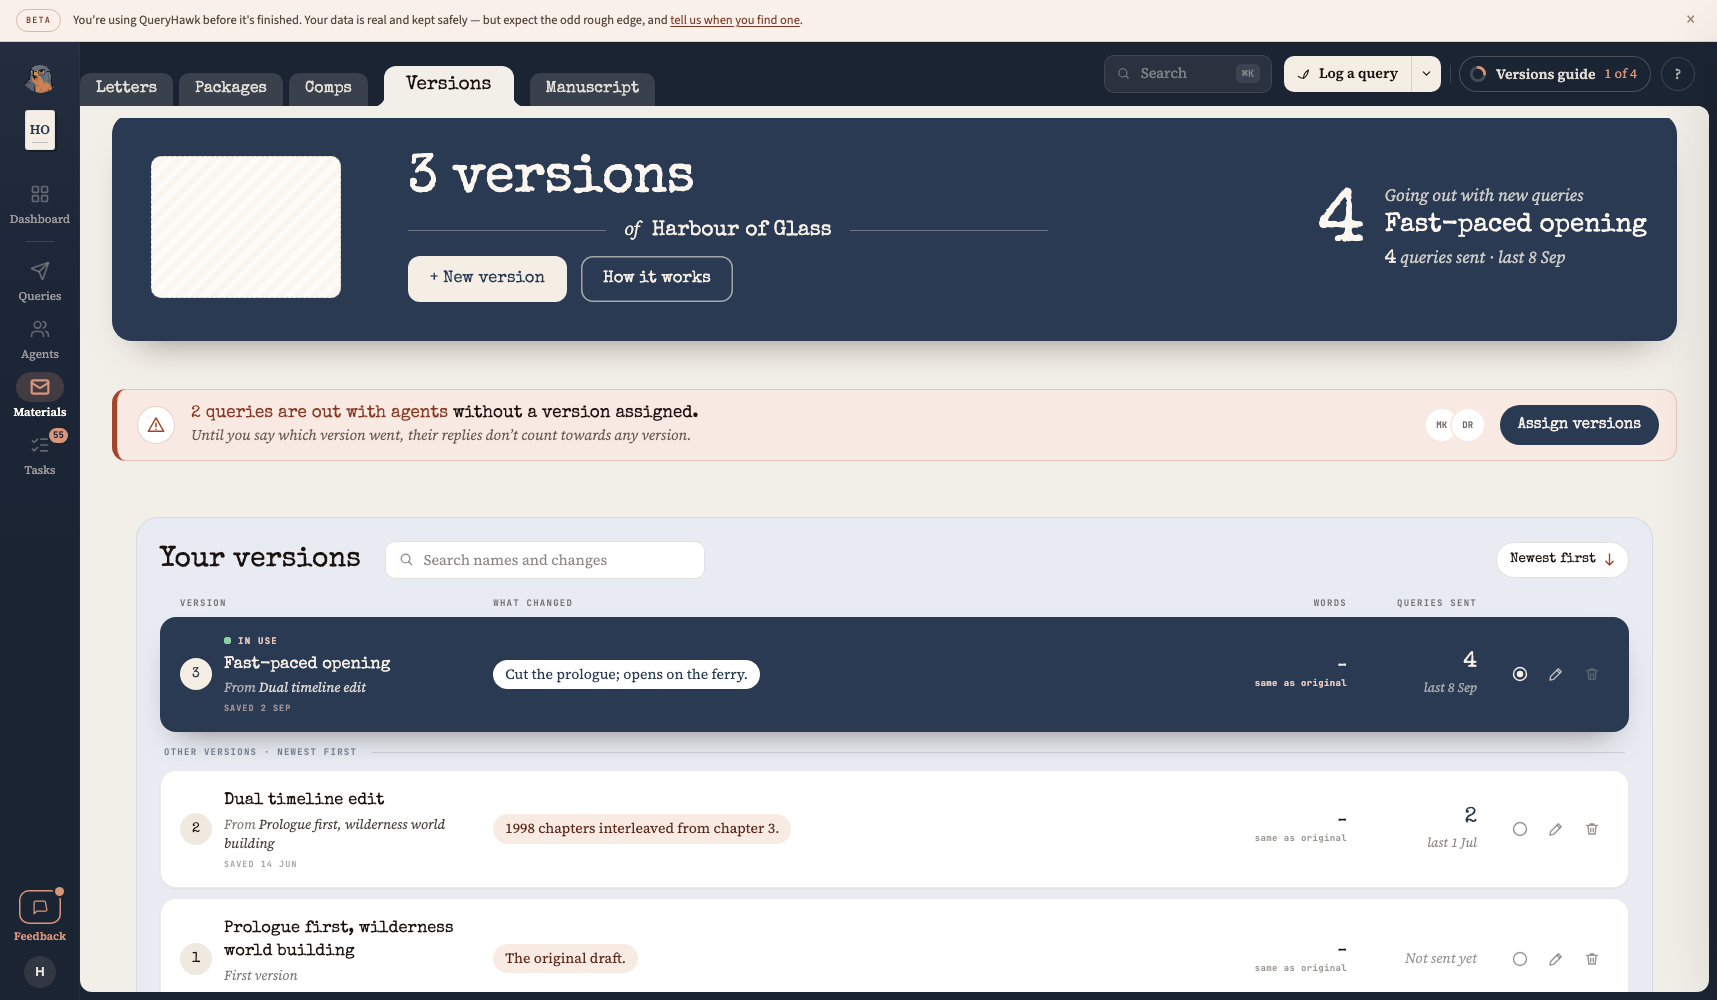 BETA
You're using QueryHawk before it's finished. Your data is real and kept safely — but expect the odd rough edge, and tell us when you find one.
×
Letters
Packages
Comps
Versions
Manuscript
Search
⌘K
Log a query
Versions guide 1 of 4
?
HO
Dashboard
Queries
Agents
Materials
55
Tasks
Feedback
H
3 versions
of Harbour of Glass
+ New version
How it works
4
Going out with new queries
Fast-paced opening
4 queries sent · last 8 Sep
2 queries are out with agents without a version assigned.
Until you say which version went, their replies don't count towards any version.
MK
DR
Assign versions
Your versions
Search names and changes
Newest first ↓
VERSION
WHAT CHANGED
WORDS
QUERIES SENT
3
IN USE
Fast-paced opening
From Dual timeline edit
SAVED 2 SEP
Cut the prologue; opens on the ferry.
–
same as original
4
last 8 Sep
OTHER VERSIONS · NEWEST FIRST
2
Dual timeline edit
From Prologue first, wilderness world
building
SAVED 14 JUN
1998 chapters interleaved from chapter 3.
–
same as original
2
last 1 Jul
1
Prologue first, wilderness
world building
First version
The original draft.
–
same as original
Not sent yet